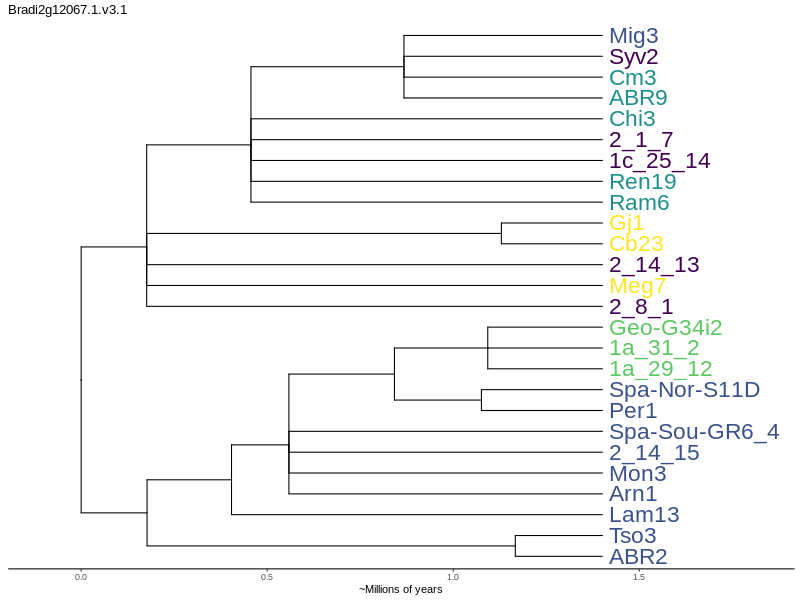 Bradi2g12067.1.v3.1
Mig3
Syv2
Cm3
ABR9
Chi3
2_1_7
1c_25_14
Ren19
Ram6
Gj1
Cb23
2_14_13
Meg7
2_8_1
Geo-G34i2
1a_31_2
1a_29_12
Spa-Nor-S11D
Per1
Spa-Sou-GR6_4
2_14_15
Mon3
Arn1
Lam13
Tso3
ABR2
0.0 0.5 1.0 1.5
~Millions of years